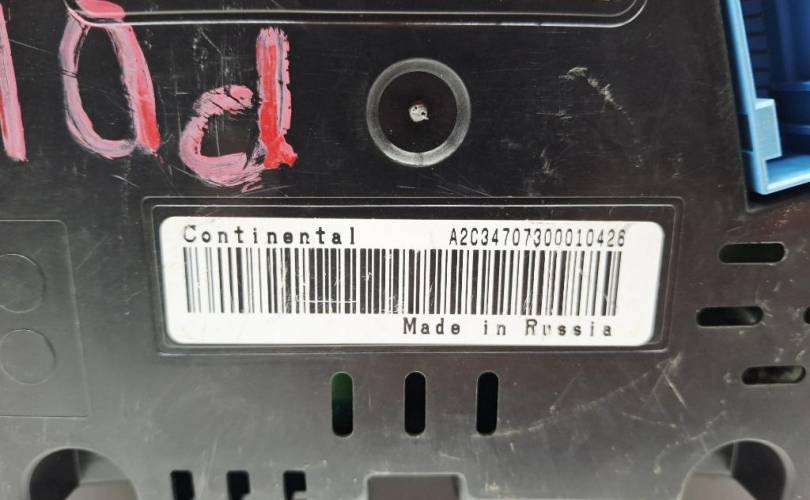 Continental A2C34707300010426
Made in Russia